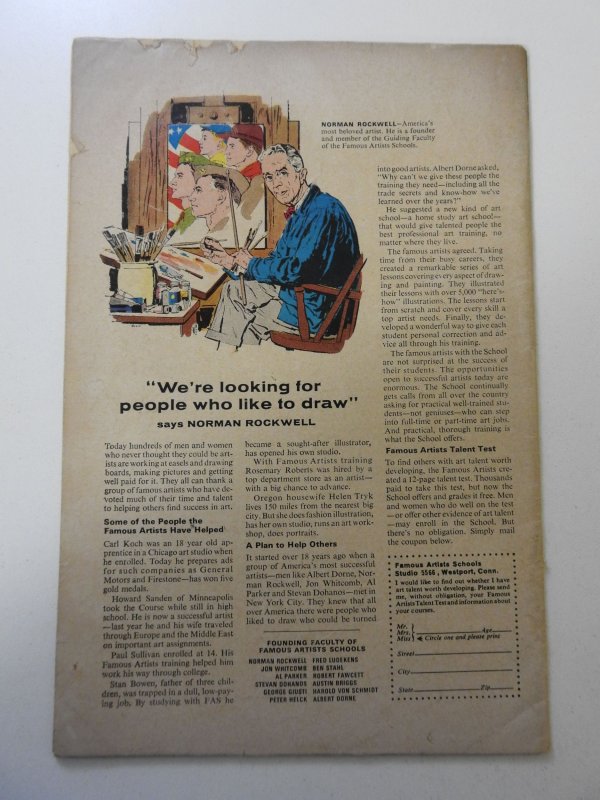 NORMAN ROCKWELL—America's
most beloved artist. He is a founder
and member of the Guiding Faculty
of the Famous Artists Schools.
"We're looking for
people who like to draw"
says NORMAN ROCKWELL
Today hundreds of men and women
who never thought they could be art-
ists are working at easels and drawing
boards, making pictures and getting
well paid for it. They all can thank a
group of famous artists who have de-
voted much of their time and talent
to helping others find success in art.
Some of the People the
Famous Artists Have Helped
Carl Koch was an 18 year old ap-
prentice in a Chicago art studio when
he enrolled. Today he prepares ads
for such companies as General
Motors and Firestone—has won five
gold medals.
Howard Sanden of Minneapolis
took the Course while still in high
school. He is now a successful artist
—last year he and his wife traveled
through Europe and the Middle East
on important art assignments.
Paul Sullivan enrolled at 14. His
Famous Artists training helped him
work his way through college.
Stan Bowen, father of three chil-
dren, was trapped in a dull, low-pay-
ing job. By studying with FAS he
became a sought-after illustrator,
has opened his own studio.
With Famous Artists training
Rosemary Roberts was hired by a
top department store as an artist—
with a big chance to advance.
Oregon housewife Helen Tryk
lives 150 miles from the nearest big
city. But she does fashion illustration,
has her own studio, runs an art work-
shop, does portraits.
A Plan to Help Others
It started over 18 years ago when a
group of America's most successful
artists—men like Albert Dorne, Nor-
man Rockwell, Jon Whitcomb, Al
Parker and Stevan Dohanos—met in
New York City. They knew that all
over America there were people who
liked to draw who could be turned
FOUNDING FACULTY OF
FAMOUS ARTISTS SCHOOLS
NORMAN ROCKWELL FRED LUDEKENS
JON WHITCOMB BEN STAHL
AL PARKER ROBERT FAWCETT
STEVAN DOHANOS AUSTIN BRIGGS
GEORGE GIUSTI HAROLD VON SCHMIDT
PETER HELCK ALBERT DORNE
into good artists. Albert Dorne asked,
"Why can't we give these people the
training they need—including all the
trade secrets and know-how we've
learned over the years?"
He suggested a new kind of art
school—a home study art school—
that would give talented people the
best professional art training, no
matter where they live.
The famous artists agreed. Taking
time from their busy careers, they
created a remarkable series of art
lessons covering every aspect of draw-
ing and painting. They illustrated
their lessons with over 5,000 "here's-
how" illustrations. The lessons start
from scratch and cover every skill a
top artist needs. Finally, they de-
veloped a wonderful way to give each
student personal correction and ad-
vice all through his training.
The famous artists with the School
are not surprised at the success of
their students. The opportunities
open to successful artists today are
enormous. The School continually
gets calls from all over the country
asking for practical well-trained stu-
dents—not geniuses—who can step
into full-time or part-time art jobs.
And practical, thorough training is
what the School offers.
Famous Artists Talent Test
To find others with art talent worth
developing, the Famous Artists cre-
ated a 12-page talent test. Thousands
paid to take this test, but now the
School offers and grades it free. Men
and women who do well on the test
—or offer other evidence of art talent
—may enroll in the School. But
there's no obligation. Simply mail
the coupon below.
Famous Artists Schools
Studio 5566, Westport, Conn.
I would like to find out whether I have
art talent worth developing. Please send
me, without obligation, your Famous
Artists Talent Test and information about
your courses.
Mr.
Mrs. Age
Miss Circle one and please print
Street
City
State Zip